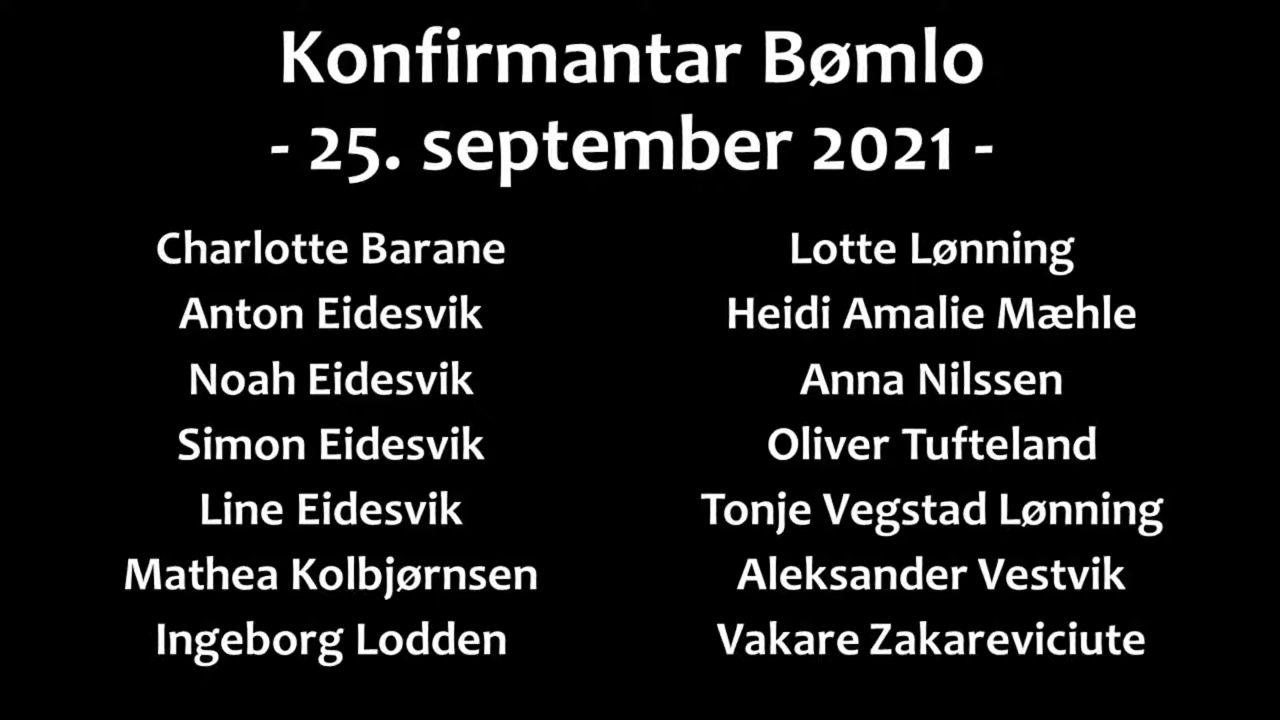 Konfirmantar Bømlo
- 25. september 2021 -
Charlotte Barane
Anton Eidesvik
Noah Eidesvik
Simon Eidesvik
Line Eidesvik
Mathea Kolbjørnsen
Ingeborg Lodden
Lotte Lønning
Heidi Amalie Mæhle
Anna Nilssen
Oliver Tufteland
Tonje Vegstad Lønning
Aleksander Vestvik
Vakare Zakareviciute